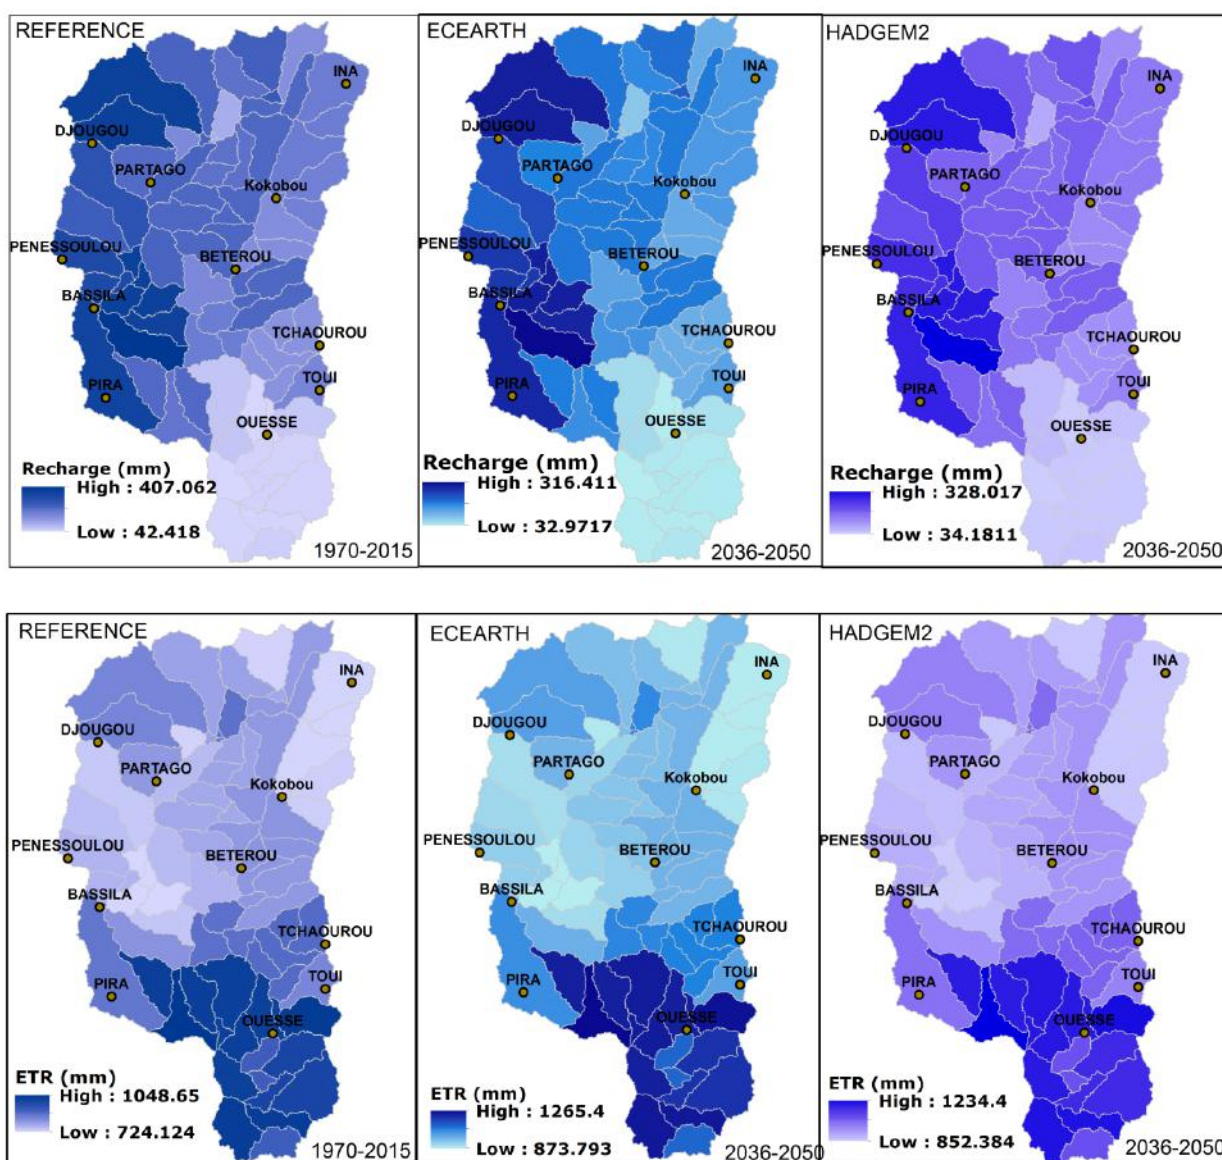 REFERENCE
INA
DJOUGOU
PARTAGO
Kokobou
PENESSOULOU
BETEROU
BASSILA
TCHAOUROU
PIRA
TOUI
OUESSE
Recharge (mm)
High : 407.062
Low : 42.418
1970-2015
ECEARTH
INA
DJOUGOU
PARTAGO
Kokobou
PENESSOULOU
BETEROU
BASSILA
TCHAOUROU
PIRA
TOUI
OUESSE
Recharge (mm)
High : 316.411
Low : 32.9717
2036-2050
HADGEM2
INA
DJOUGOU
PARTAGO
Kokobou
PENESSOULOU
BETEROU
BASSILA
TCHAOUROU
PIRA
TOUI
OUESSE
Recharge (mm)
High : 328.017
Low : 34.1811
2036-2050
REFERENCE
INA
DJOUGOU
PARTAGO
Kokobou
PENESSOULOU
BETEROU
BASSILA
TCHAOUROU
PIRA
TOUI
OUESSE
ETR (mm)
High : 1048.65
Low : 724.124
1970-2015
ECEARTH
INA
DJOUGOU
PARTAGO
Kokobou
PENESSOULOU
BETEROU
BASSILA
TCHAOUROU
PIRA
TOUI
OUESSE
ETR (mm)
High : 1265.4
Low : 873.793
2036-2050
HADGEM2
INA
DJOUGOU
PARTAGO
Kokobou
PENESSOULOU
BETEROU
BASSILA
TCHAOUROU
PIRA
TOUI
OUESSE
ETR (mm)
High : 1234.4
Low : 852.384
2036-2050